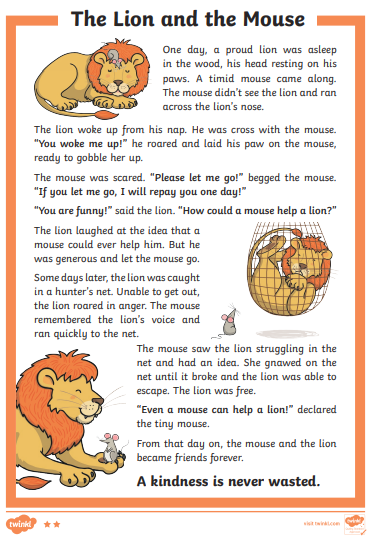 The Lion and the Mouse
One day, a proud lion was asleep
in the wood, his head resting on his
paws. A timid mouse came along.
The mouse didn't see the lion and ran
across the lion's nose.
The lion woke up from his nap. He was cross with the mouse.
"You woke me up!" he roared and laid his paw on the mouse,
ready to gobble her up.
The mouse was scared. "Please let me go!" begged the mouse.
"If you let me go, I will repay you one day!"
"You are funny!" said the lion. "How could a mouse help a lion?"
The lion laughed at the idea that a
mouse could ever help him. But he
was generous and let the mouse go.
Some days later, the lion was caught
in a hunter's net. Unable to get out,
the lion roared in anger. The mouse
remembered the lion's voice and
ran quickly to the net.
The mouse saw the lion struggling in the
net and had an idea. She gnawed on the
net until it broke and the lion was able to
escape. The lion was free.
"Even a mouse can help a lion!" declared
the tiny mouse.
From that day on, the mouse and the lion
became friends forever.
A kindness is never wasted.
twinkl
visit twinkl.com